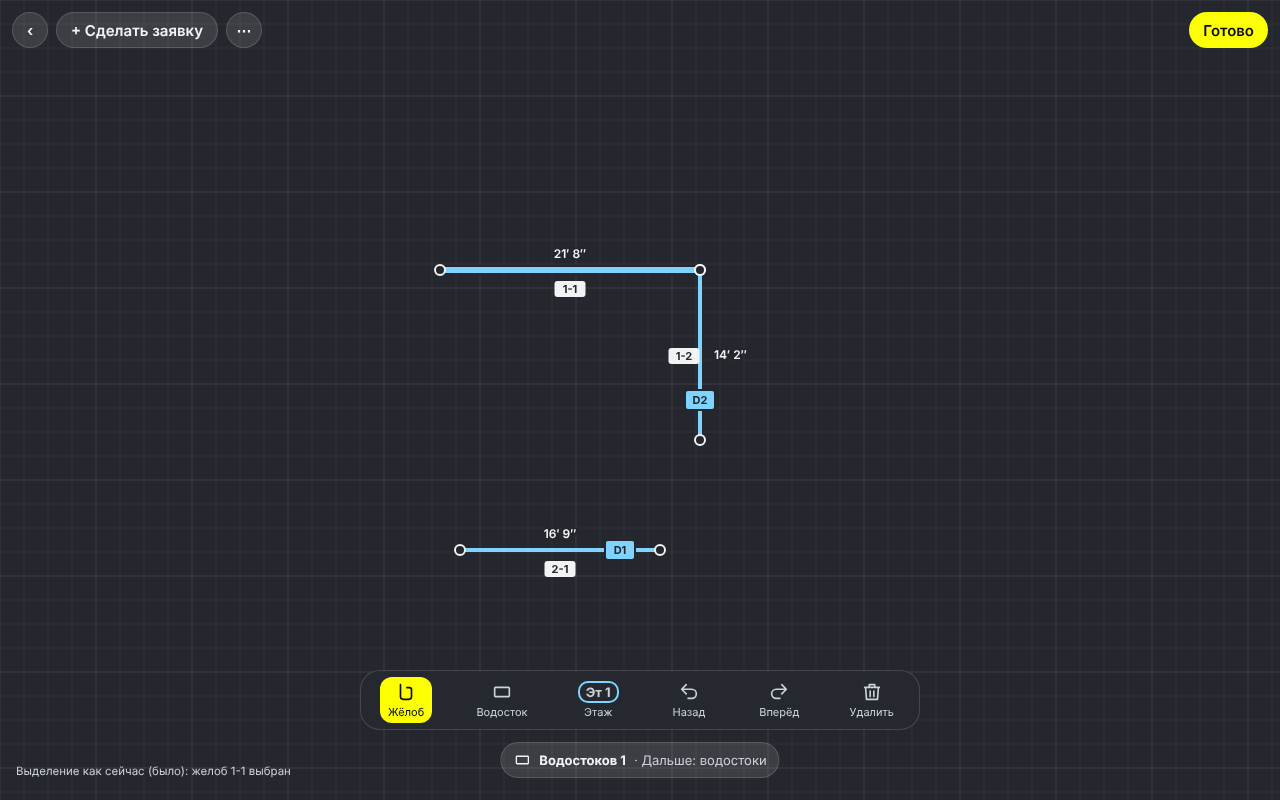 ‹
+ Сделать заявку
···
Готово
21′ 8″
1-1
1-2
14′ 2″
D2
16′ 9″
D1
2-1
Эт 1
Жёлоб
Водосток
Этаж
Назад
Вперёд
Удалить
Водостоков 1 · Дальше: водостоки
Выделение как сейчас (было): желоб 1-1 выбран